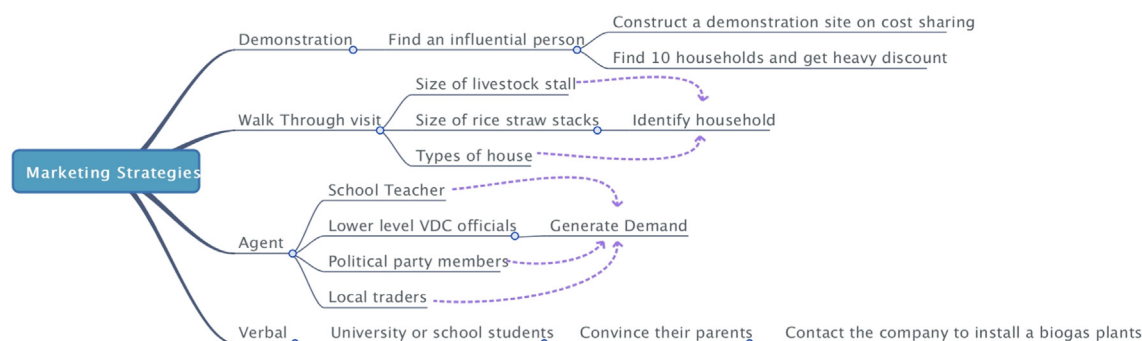 Marketing Strategies
Demonstration
Find an influential person
Construct a demonstration site on cost sharing
Find 10 households and get heavy discount
Walk Through visit
Size of livestock stall
Size of rice straw stacks
Types of house
Identify household
Agent
School Teacher
Lower level VDC officials
Political party members
Local traders
Generate Demand
Verbal
University or school students
Convince their parents
Contact the company to install a biogas plants